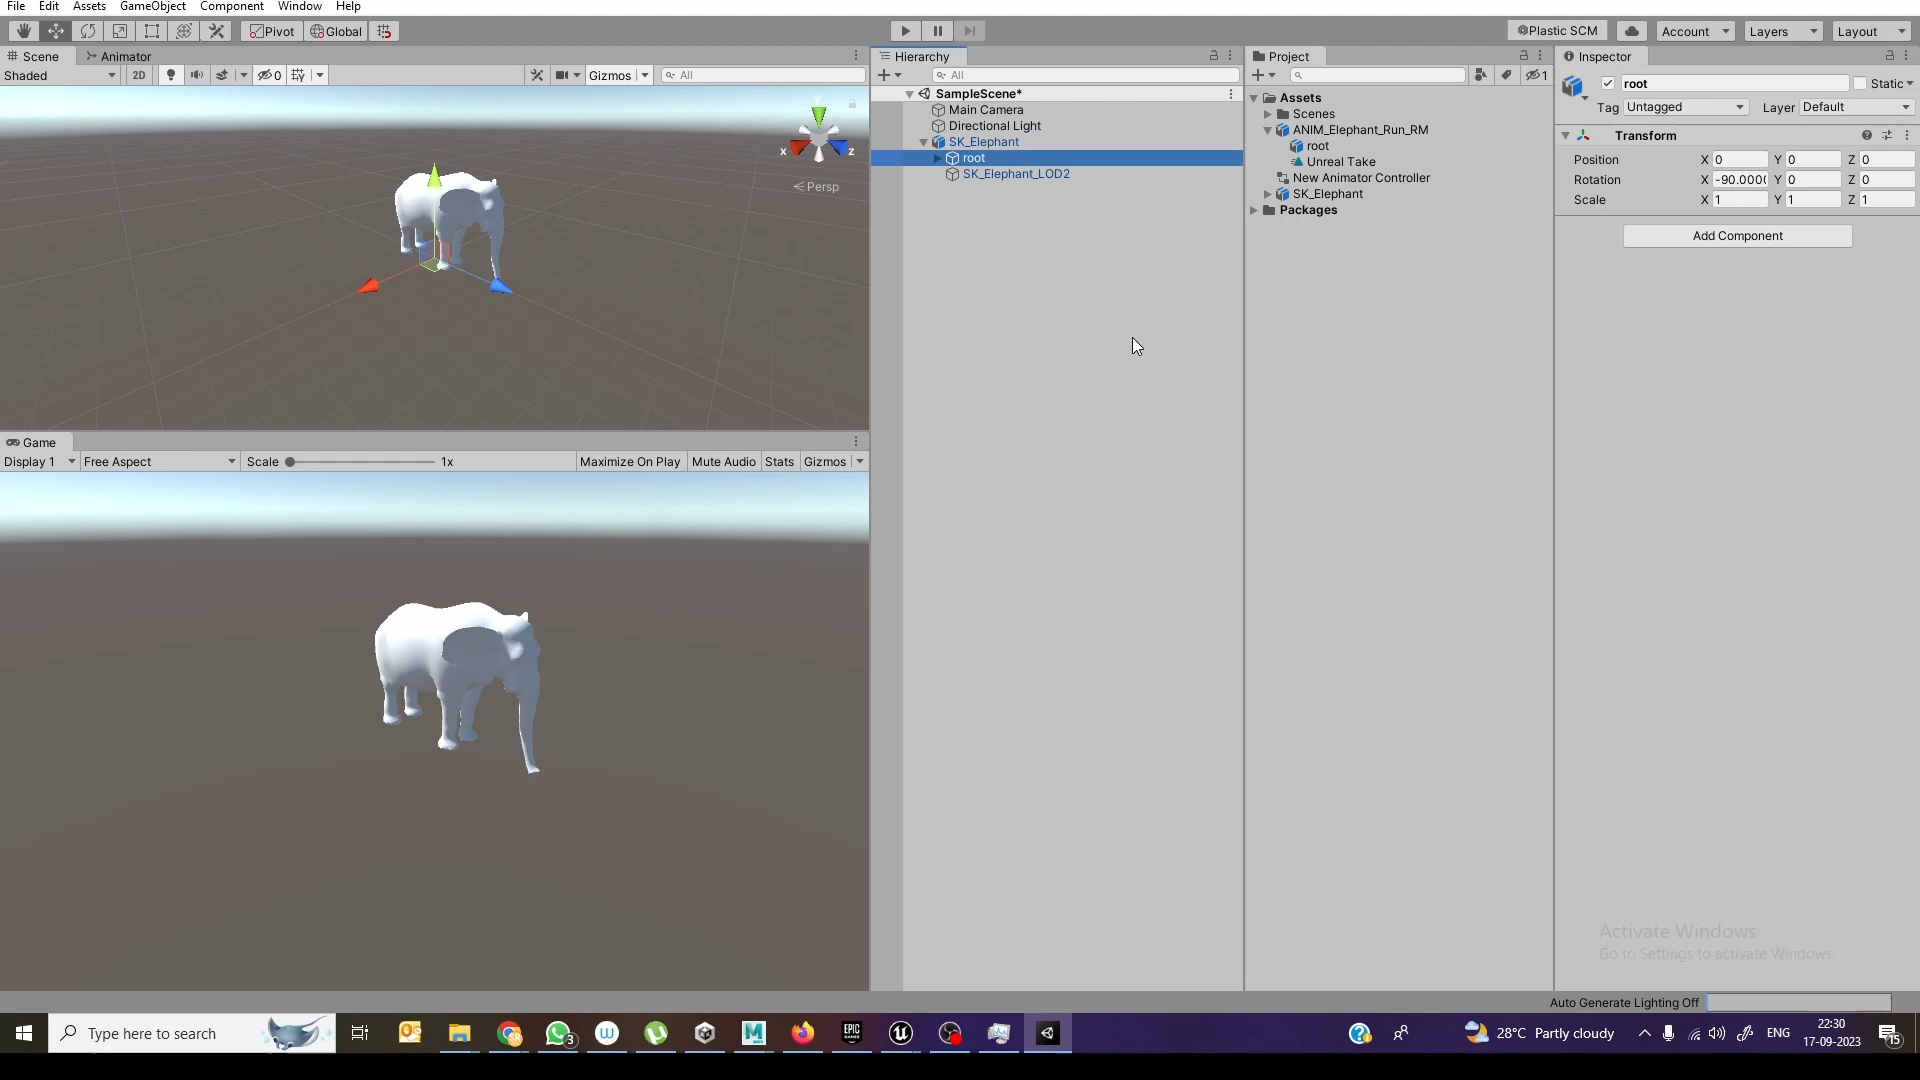 File Edit Assets GameObject Component Window Help
Pivot Global Plastic SCM Account Layers Layout
Scene Animator
Shaded 2D 0 Gizmos All
Y
x z
Persp
Game
Display 1 Free Aspect Scale 1x Maximize On Play Mute Audio Stats Gizmos
Hierarchy
All
SampleScene*
Main Camera
Directional Light
SK_Elephant
root
SK_Elephant_LOD2
Project
1
Assets
Scenes
ANIM_Elephant_Run_RM
root
Unreal Take
New Animator Controller
SK_Elephant
Packages
Inspector
root Static
Tag Untagged Layer Default
Transform
Position X 0 Y 0 Z 0
Rotation X -90.000 Y 0 Z 0
Scale X 1 Y 1 Z 1
Add Component
Activate Windows
Go to Settings to activate Windows.
Auto Generate Lighting Off
Type here to search
3
28°C Partly cloudy
ENG
22:30
17-09-2023
15